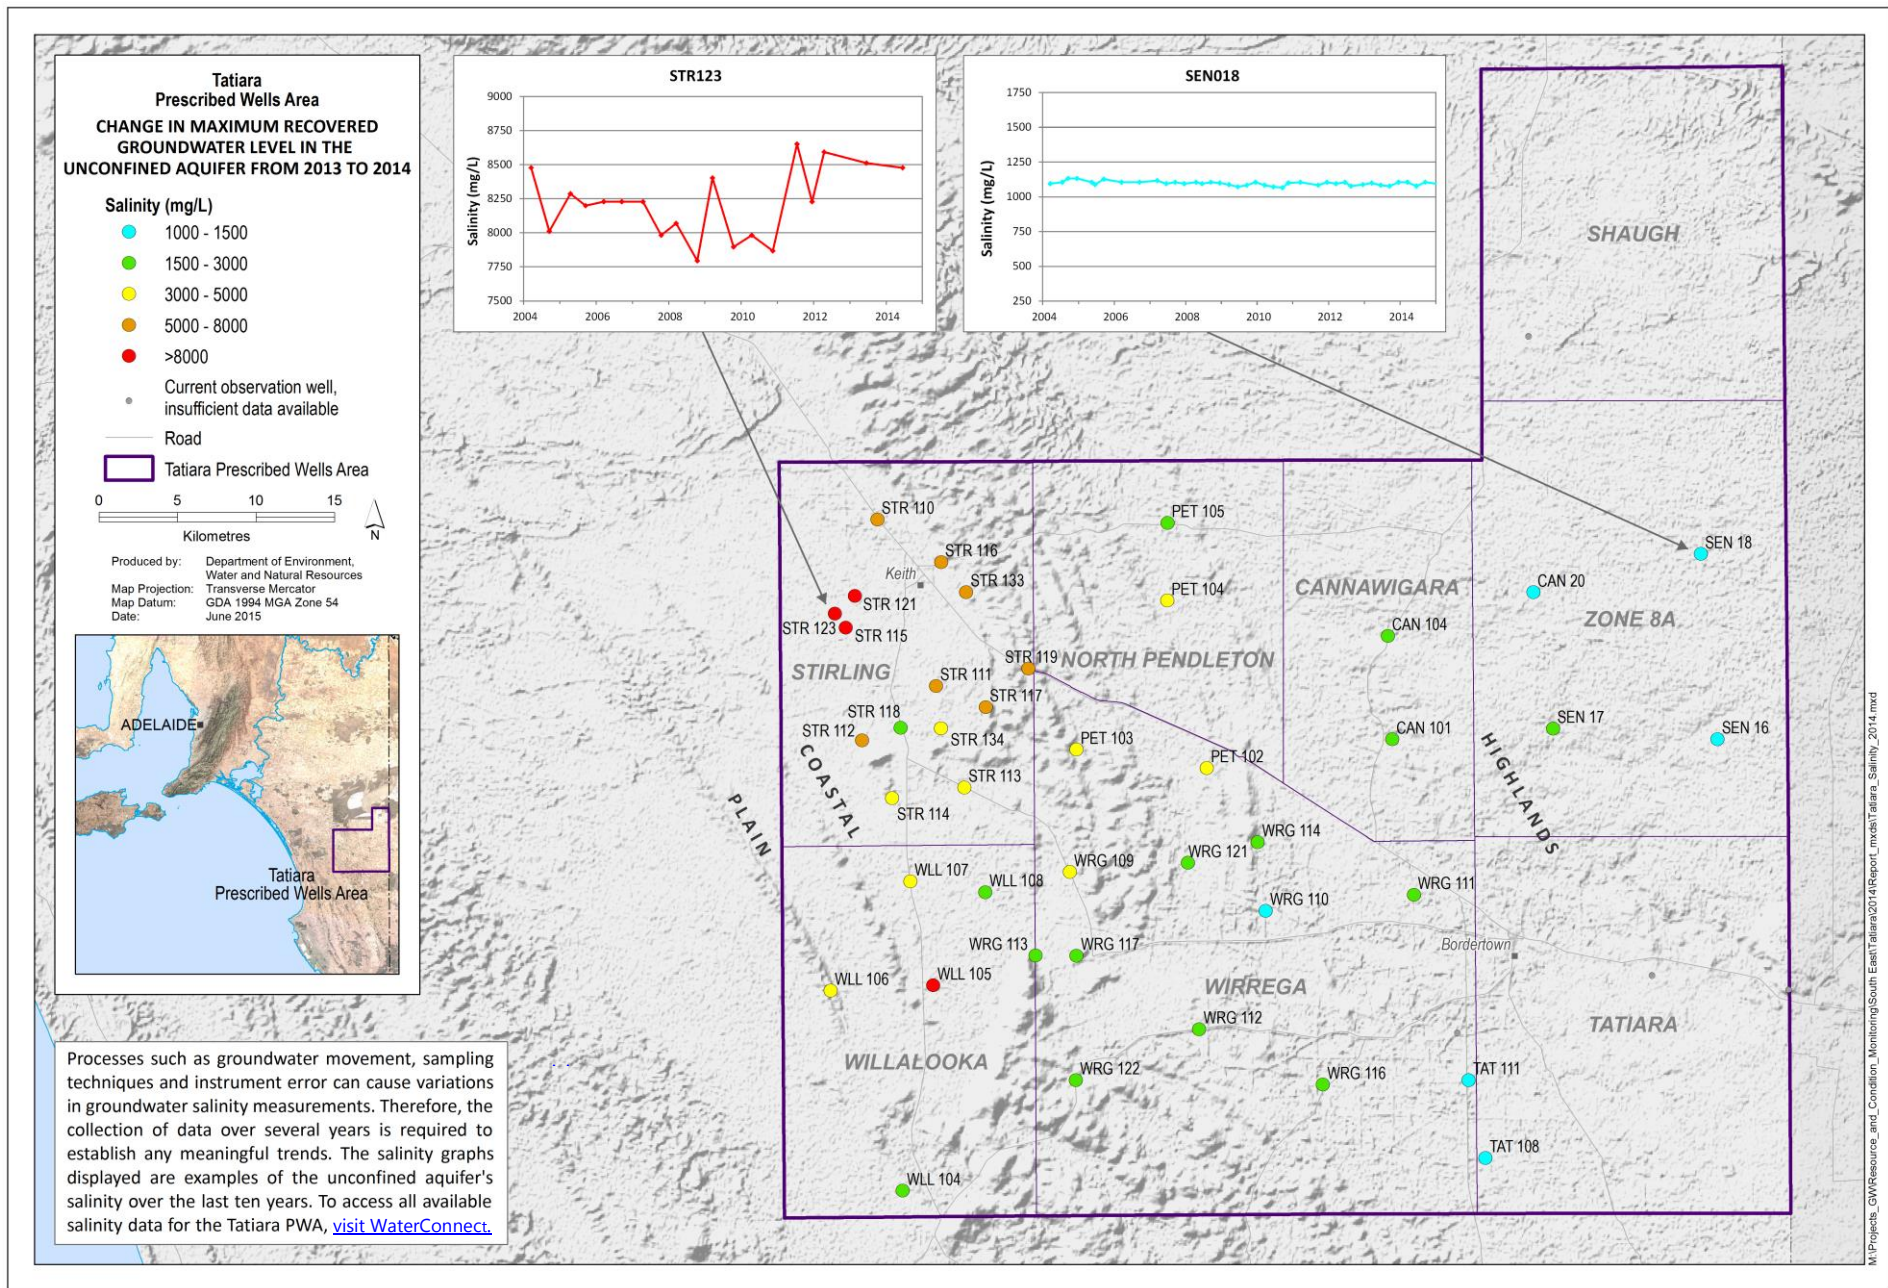 Tatiara
Prescribed Wells Area
CHANGE IN MAXIMUM RECOVERED
GROUNDWATER LEVEL IN THE
UNCONFINED AQUIFER FROM 2013 TO 2014
Salinity (mg/L)
1000 - 1500
1500 - 3000
3000 - 5000
5000 - 8000
>8000
Current observation well,
insufficient data available
Road
Tatiara Prescribed Wells Area
0 5 10 15
Kilometres
N
Produced by: Department of Environment,
Water and Natural Resources
Map Projection: Transverse Mercator
Map Datum: GDA 1994 MGA Zone 54
Date: June 2015
ADELAIDE
Tatiara
Prescribed Wells Area
Processes such as groundwater movement, sampling
techniques and instrument error can cause variations
in groundwater salinity measurements. Therefore, the
collection of data over several years is required to
establish any meaningful trends. The salinity graphs
displayed are examples of the unconfined aquifer's
salinity over the last ten years. To access all available
salinity data for the Tatiara PWA, visit WaterConnect.
STR123
Salinity (mg/L)
9000
8750
8500
8250
8000
7750
7500
2004 2006 2008 2010 2012 2014
SEN018
Salinity (mg/L)
1750
1500
1250
1000
750
500
250
2004 2006 2008 2010 2012 2014
SHAUGH
STR 110
PET 105
STR 116
SEN 18
Keith
STR 133
CAN 20
STR 121
PET 104
CANNAWIGARA
STR 123
STR 115
CAN 104
ZONE 8A
STR 119
NORTH PENDLETON
STIRLING
STR 111
STR 117
STR 118
STR 112
STR 134
PET 103
PET 102
CAN 101
SEN 17
SEN 16
COASTAL
PLAIN
HIGHLANDS
STR 113
STR 114
WRG 114
WRG 121
WLL 107
WLL 108
WRG 109
WRG 111
WRG 110
WRG 113
WRG 117
Bordertown
WLL 106
WLL 105
WIRREGA
WRG 112
TATIARA
WILLALOOKA
WRG 122
WRG 116
TAT 111
TAT 108
WLL 104
M:\Projects_GW\Resource_and_Condition_Monitoring\South East\Tatiara\2014\Report_mxds\Tatiara_Salinity_2014.mxd